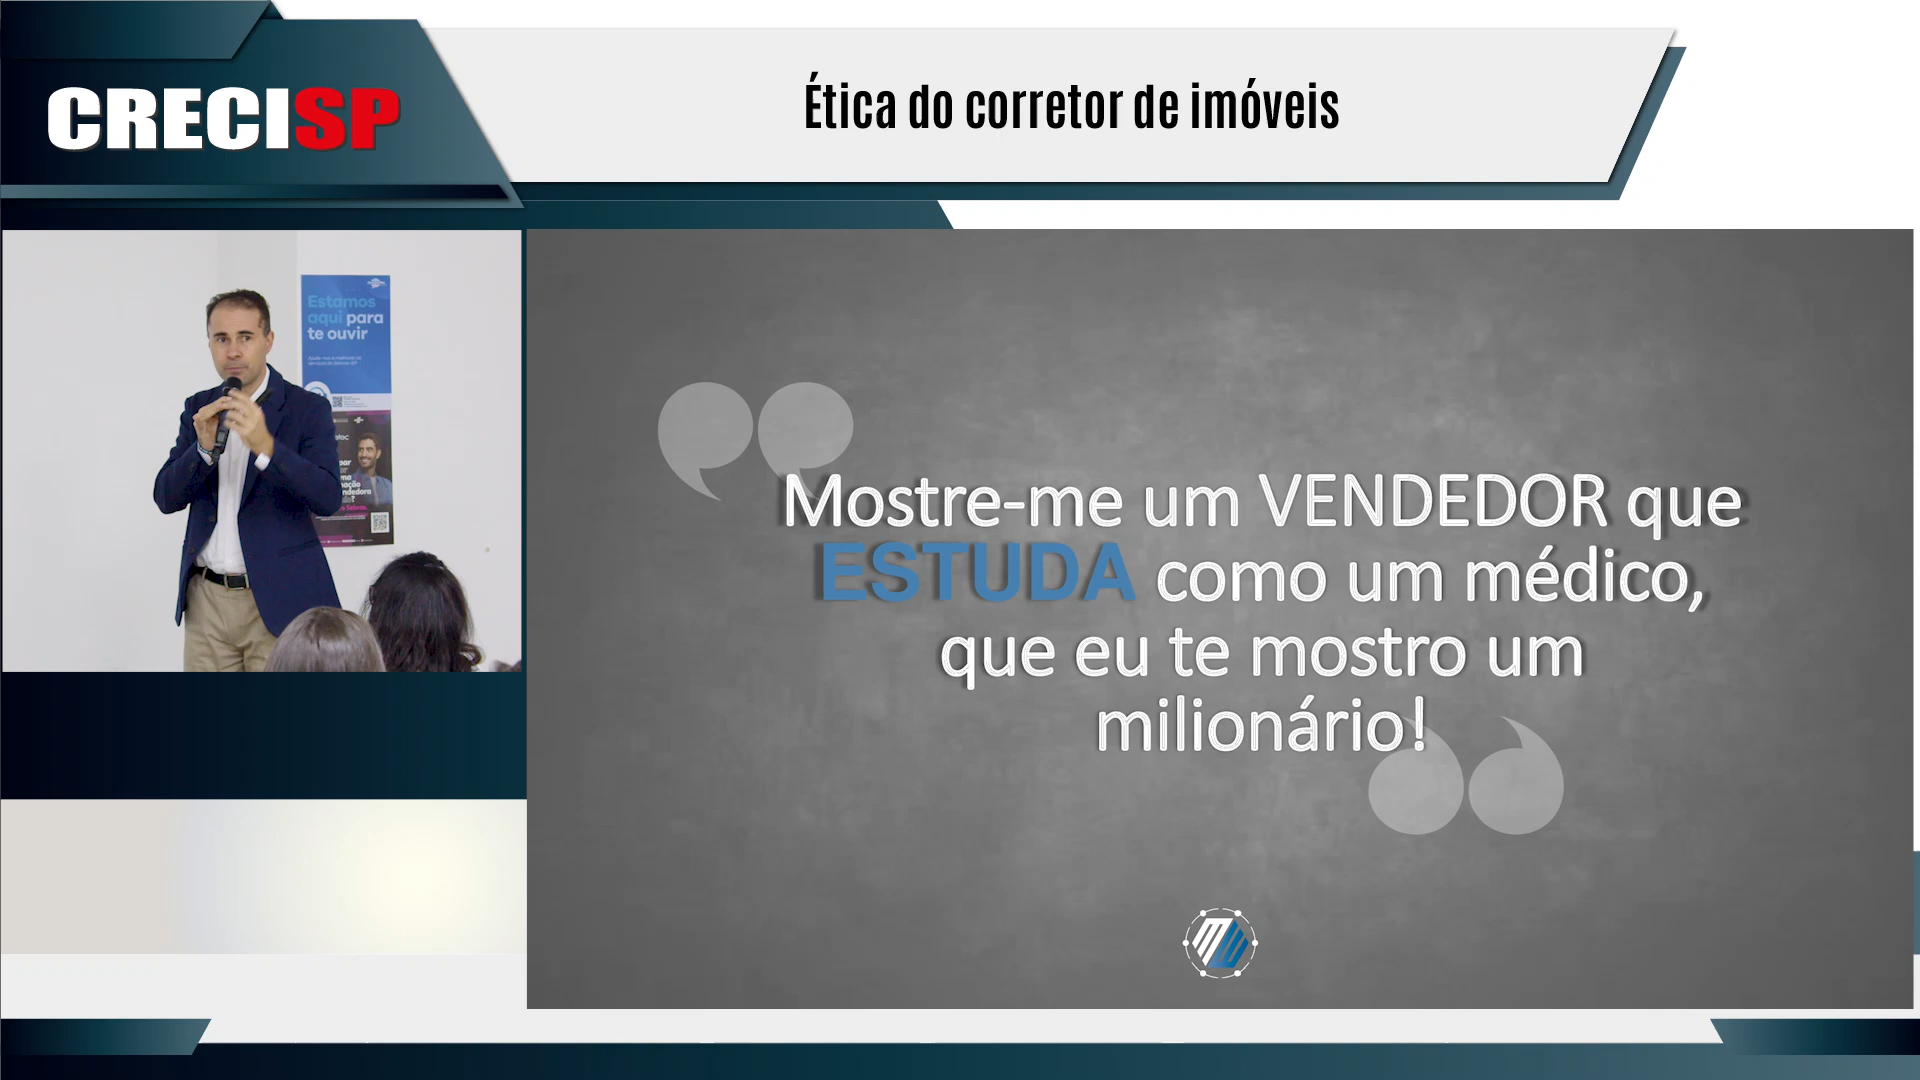 CRECISP
Ética do corretor de imóveis
Estamos
aqui para
te ouvir
Mostre-me um VENDEDOR que
ESTUDA como um médico,
que eu te mostro um
milionário!